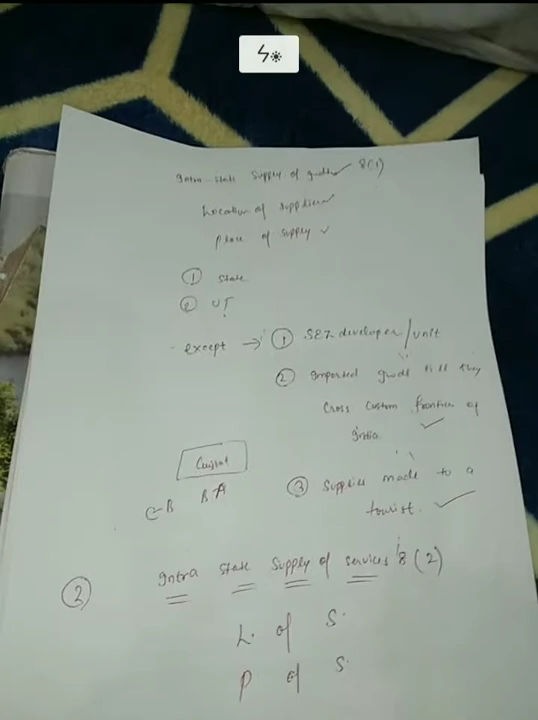 Intra-State Supply of goods 8(1)
Location of supplier
Place of supply
① State
② UT
except → ① SEZ developer/unit
② Imported goods till they
Cross Custom frontier of
India.
③ Supplies made to a
tourist.
Gujrat
C-B B A
② Intra State Supply of services 8(2)
L. of S.
P of S.